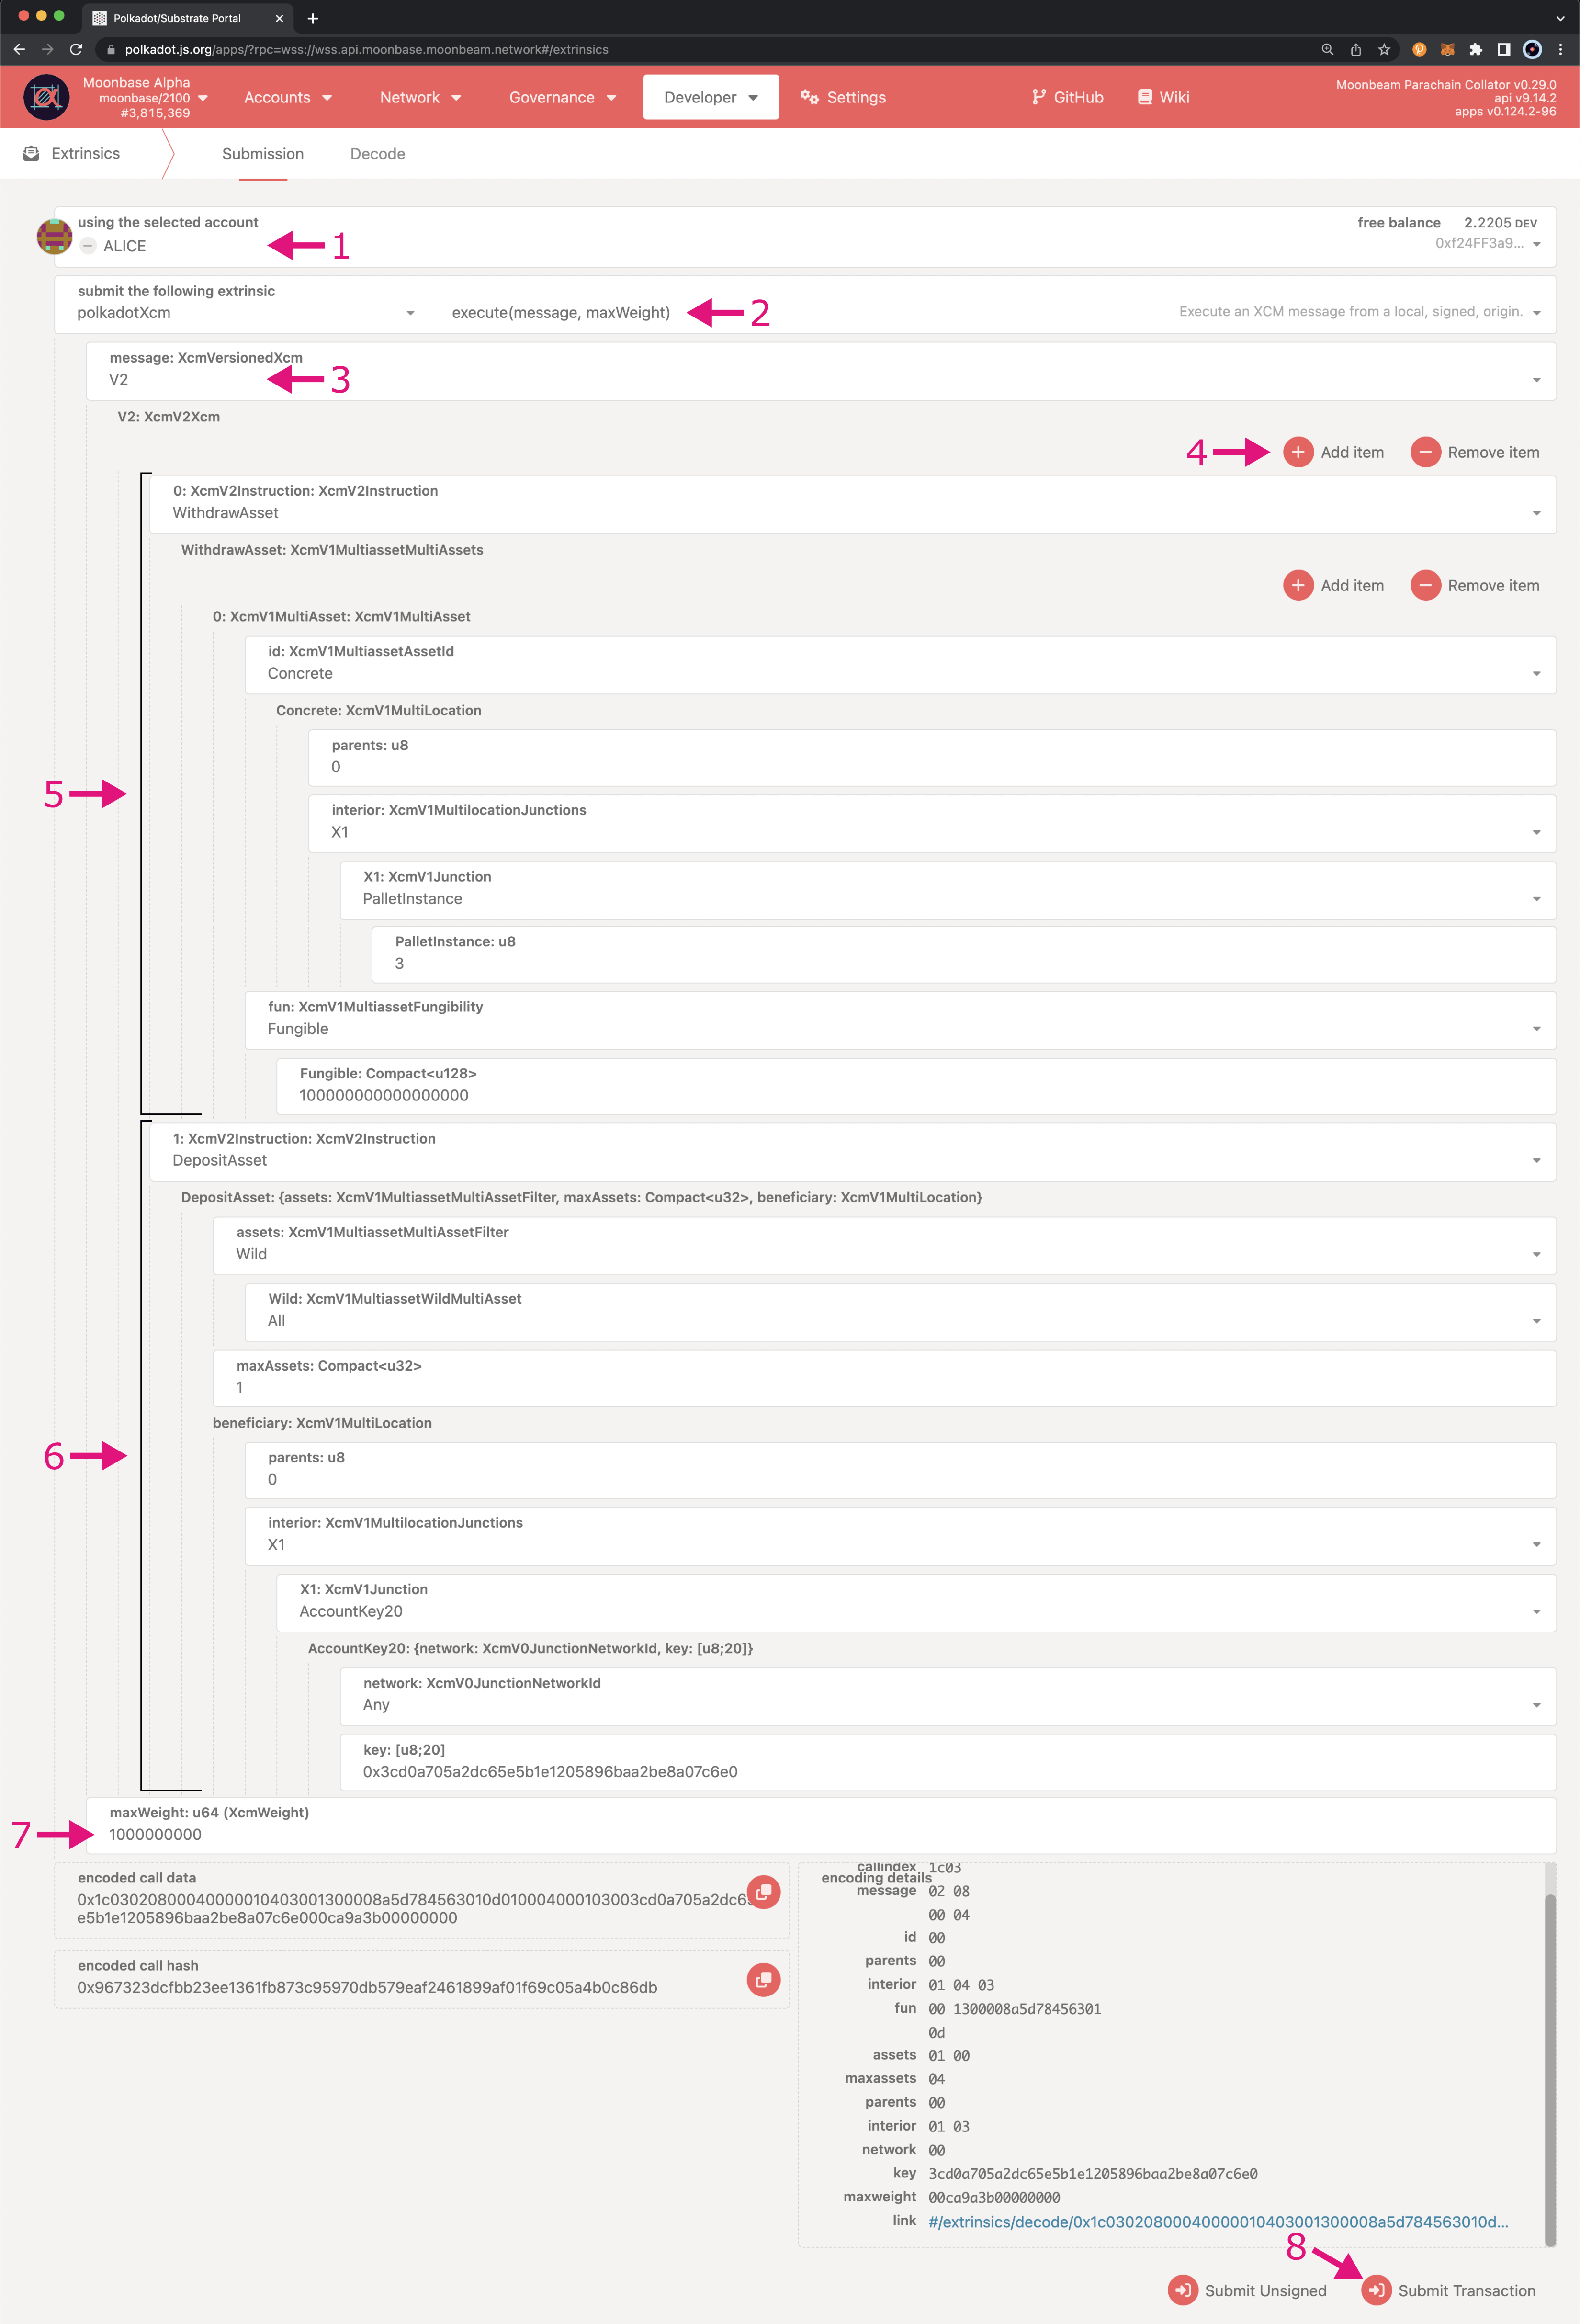 Polkadot/Substrate Portal
polkadot.js.org/apps/?rpc=wss://wss.api.moonbase.moonbeam.network#/extrinsics
Moonbase Alpha
moonbase/2100
#3,815,369
Accounts
Network
Governance
Developer
Settings
GitHub
Wiki
Moonbeam Parachain Collator v0.29.0
api v9.14.2
apps v0.124.2-96
Extrinsics
Submission
Decode
using the selected account
ALICE
1
free balance 2.2205 DEV
0xf24FF3a9...
submit the following extrinsic
polkadotXcm
execute(message, maxWeight)
2
Execute an XCM message from a local, signed, origin.
message: XcmVersionedXcm
V2
3
V2: XcmV2Xcm
4
Add item
Remove item
0: XcmV2Instruction: XcmV2Instruction
WithdrawAsset
WithdrawAsset: XcmV1MultiassetMultiAssets
Add item
Remove item
0: XcmV1MultiAsset: XcmV1MultiAsset
id: XcmV1MultiassetAssetId
Concrete
Concrete: XcmV1MultiLocation
parents: u8
0
5
interior: XcmV1MultilocationJunctions
X1
X1: XcmV1Junction
PalletInstance
PalletInstance: u8
3
fun: XcmV1MultiassetFungibility
Fungible
Fungible: Compact<u128>
100000000000000000
1: XcmV2Instruction: XcmV2Instruction
DepositAsset
DepositAsset: {assets: XcmV1MultiassetMultiAssetFilter, maxAssets: Compact<u32>, beneficiary: XcmV1MultiLocation}
assets: XcmV1MultiassetMultiAssetFilter
Wild
Wild: XcmV1MultiassetWildMultiAsset
All
maxAssets: Compact<u32>
1
beneficiary: XcmV1MultiLocation
6
parents: u8
0
interior: XcmV1MultilocationJunctions
X1
X1: XcmV1Junction
AccountKey20
AccountKey20: {network: XcmV0JunctionNetworkId, key: [u8;20]}
network: XcmV0JunctionNetworkId
Any
key: [u8;20]
0x3cd0a705a2dc65e5b1e1205896baa2be8a07c6e0
7
maxWeight: u64 (XcmWeight)
1000000000
encoded call data
0x1c03020800040000010403001300008a5d784563010d010004000103003cd0a705a2dc6
e5b1e1205896baa2be8a07c6e000ca9a3b00000000
encoded call hash
0x967323dcfbb23ee1361fb873c95970db579eaf2461899af01f69c05a4b0c86db
callindex 1c03
encoding details
message 02 08
00 04
id 00
parents 00
interior 01 04 03
fun 00 1300008a5d78456301
0d
assets 01 00
maxassets 04
parents 00
interior 01 03
network 00
key 3cd0a705a2dc65e5b1e1205896baa2be8a07c6e0
maxweight 00ca9a3b00000000
link #/extrinsics/decode/0x1c03020800040000010403001300008a5d784563010d...
8
Submit Unsigned
Submit Transaction